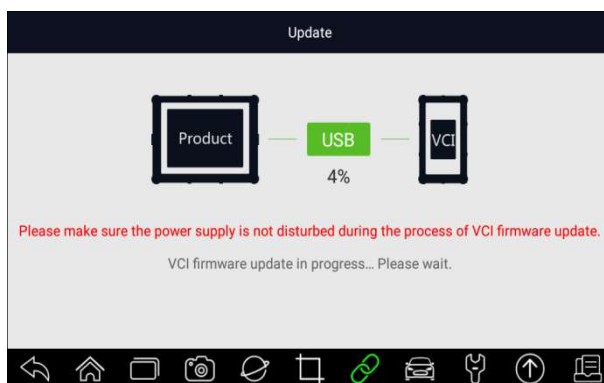 Update
Product
USB
VCI
4%
Please make sure the power supply is not disturbed during the process of VCI firmware update.
VCI firmware update in progress... Please wait.